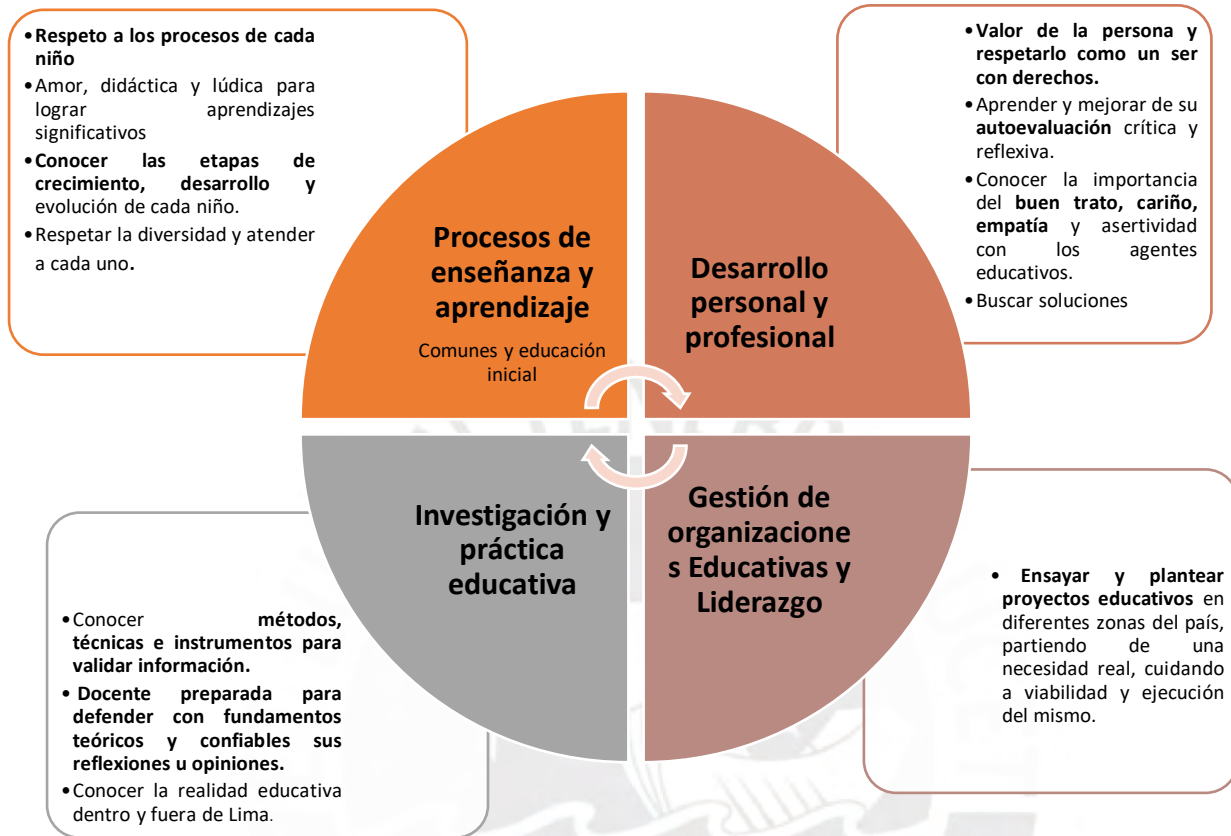 •Respeto a los procesos de cada
niño
•Amor, didáctica y lúdica para
lograr aprendizajes
significativos
•Conocer las etapas de
crecimiento, desarrollo y
evolución de cada niño.
•Respetar la diversidad y atender
a cada uno.
•Valor de la persona y
respetarlo como un ser
con derechos.
•Aprender y mejorar de su
autoevaluación crítica y
reflexiva.
•Conocer la importancia
del buen trato, cariño,
empatía y asertividad
con los agentes
educativos.
•Buscar soluciones
Procesos de
enseñanza y
aprendizaje
Comunes y educación
inicial
Desarrollo
personal y
profesional
Investigación y
práctica
educativa
Gestión de
organizacione
s Educativas y
Liderazgo
•Conocer métodos,
técnicas e instrumentos para
validar información.
• Docente preparada para
defender con fundamentos
teóricos y confiables sus
reflexiones u opiniones.
•Conocer la realidad educativa
dentro y fuera de Lima.
• Ensayar y plantear
proyectos educativos en
diferentes zonas del país,
partiendo de una
necesidad real, cuidando
a viabilidad y ejecución
del mismo.